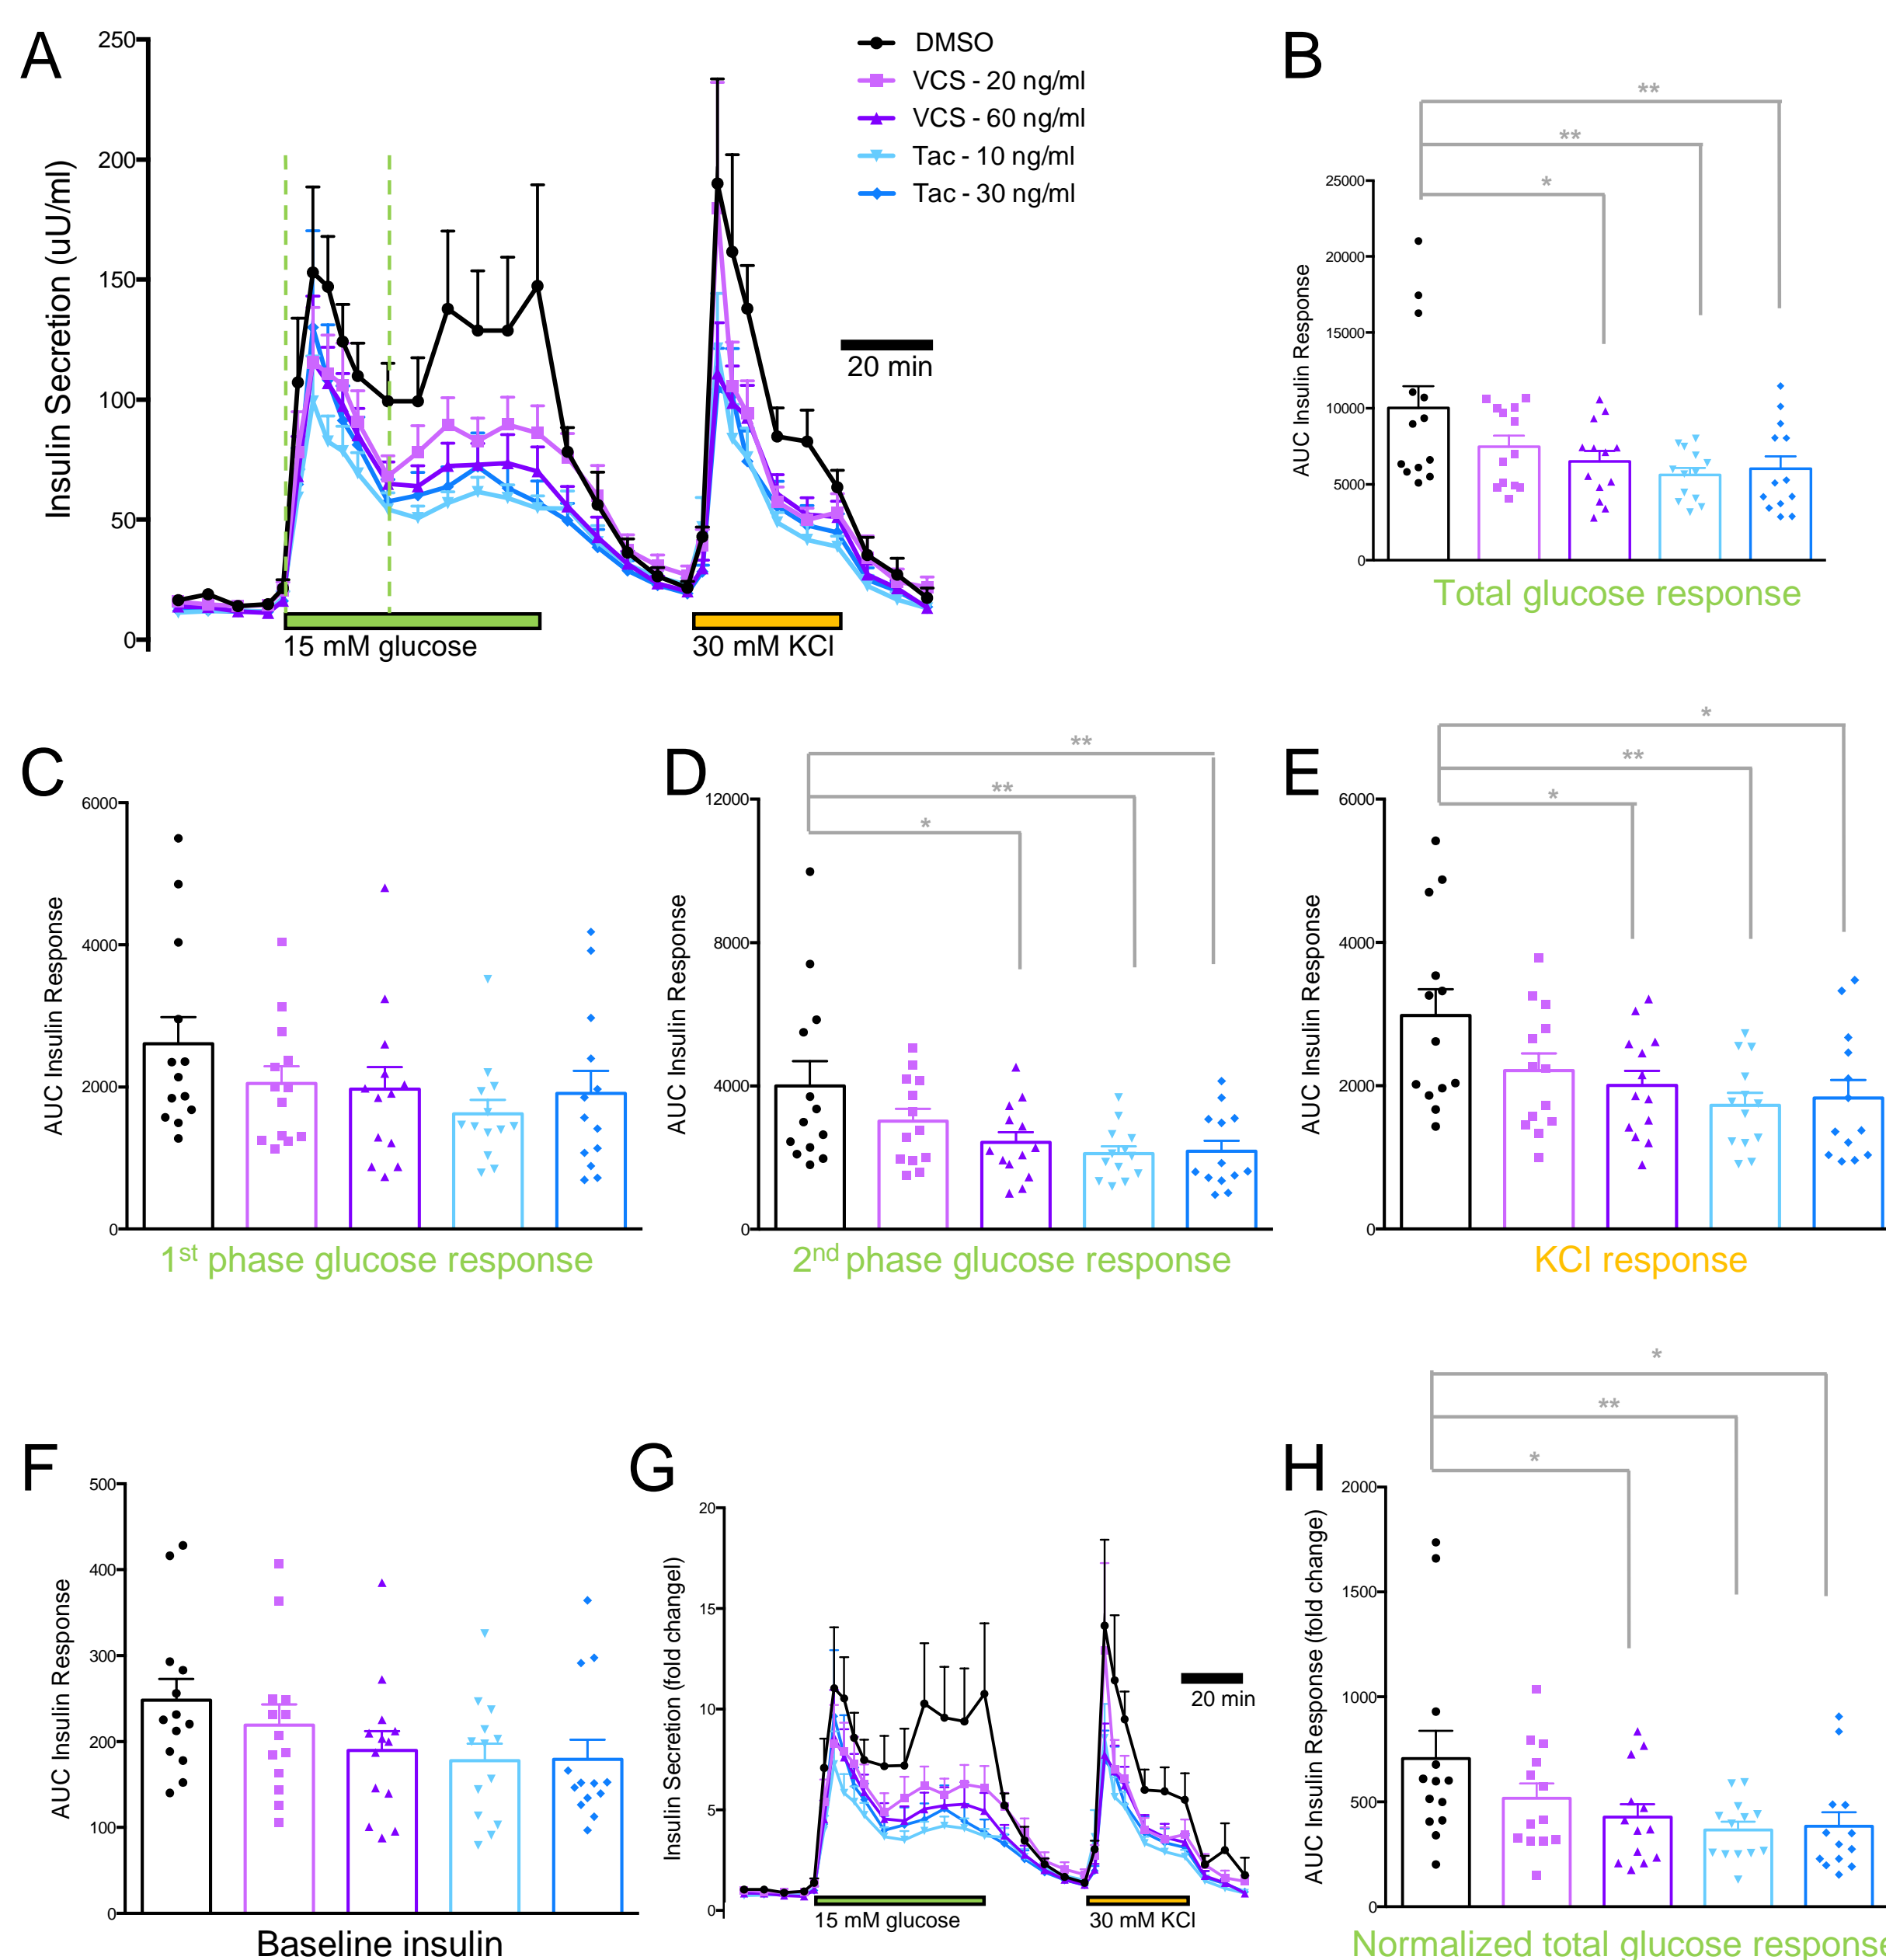 A
250
200
150
100
50
0
Insulin Secretion (uU/ml)
DMSO
VCS - 20 ng/ml
VCS - 60 ng/ml
Tac - 10 ng/ml
Tac - 30 ng/ml
20 min
15 mM glucose
30 mM KCl
B
**
**
*
25000
20000
15000
10000
5000
0
AUC Insulin Response
Total glucose response
C
6000
4000
2000
0
AUC Insulin Response
1st phase glucose response
D
**
**
*
12000
8000
4000
0
AUC Insulin Response
2nd phase glucose response
E
*
**
*
6000
4000
2000
0
AUC Insulin Response
KCl response
F
500
400
300
200
100
0
AUC Insulin Response
Baseline insulin
G
20
15
10
5
0
Insulin Secretion (fold changel)
20 min
15 mM glucose
30 mM KCl
H
*
**
*
2000
1500
1000
500
0
AUC Insulin Response (fold change)
Normalized total glucose response